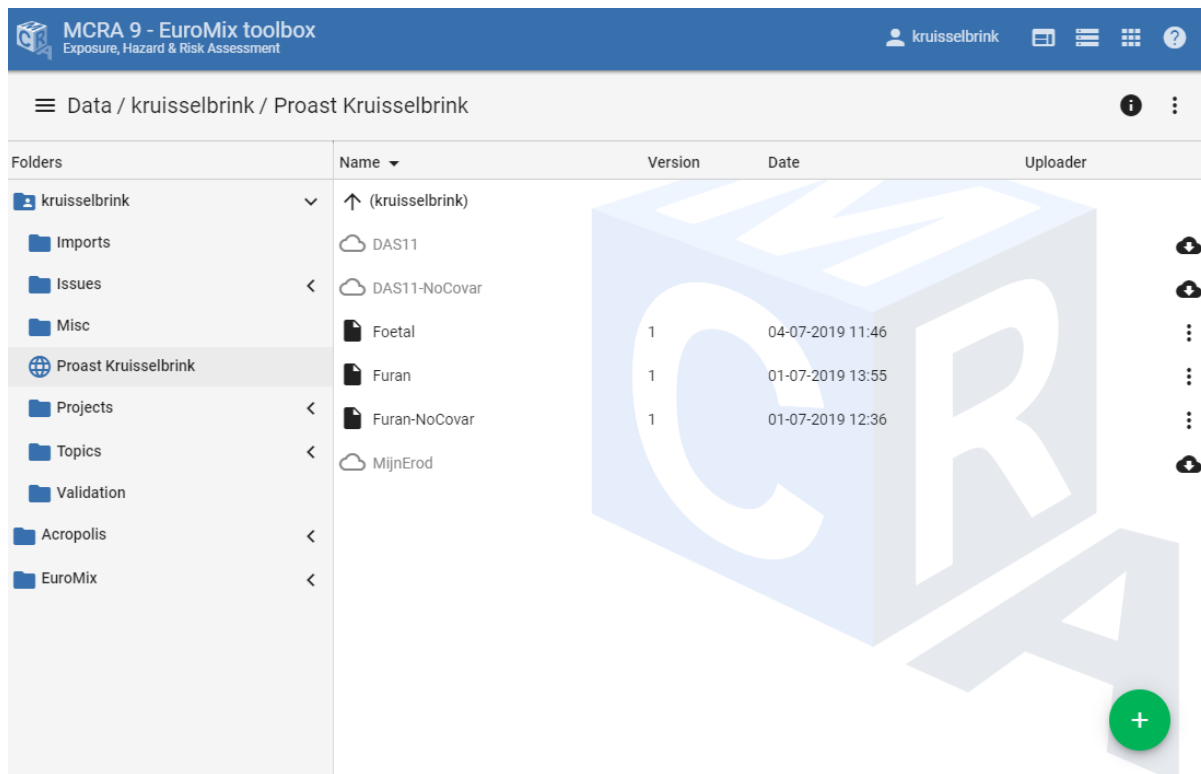 MCRA 9 - EuroMix toolbox
Exposure, Hazard & Risk Assessment
kruisselbrink
Data / kruisselbrink / Proast Kruisselbrink
Folders
Name Version Date Uploader
kruisselbrink
Imports
Issues
Misc
Proast Kruisselbrink
Projects
Topics
Validation
Acropolis
EuroMix
(kruisselbrink)
DAS11
DAS11-NoCovar
Foetal 1 04-07-2019 11:46
Furan 1 01-07-2019 13:55
Furan-NoCovar 1 01-07-2019 12:36
MijnErod
MCRA